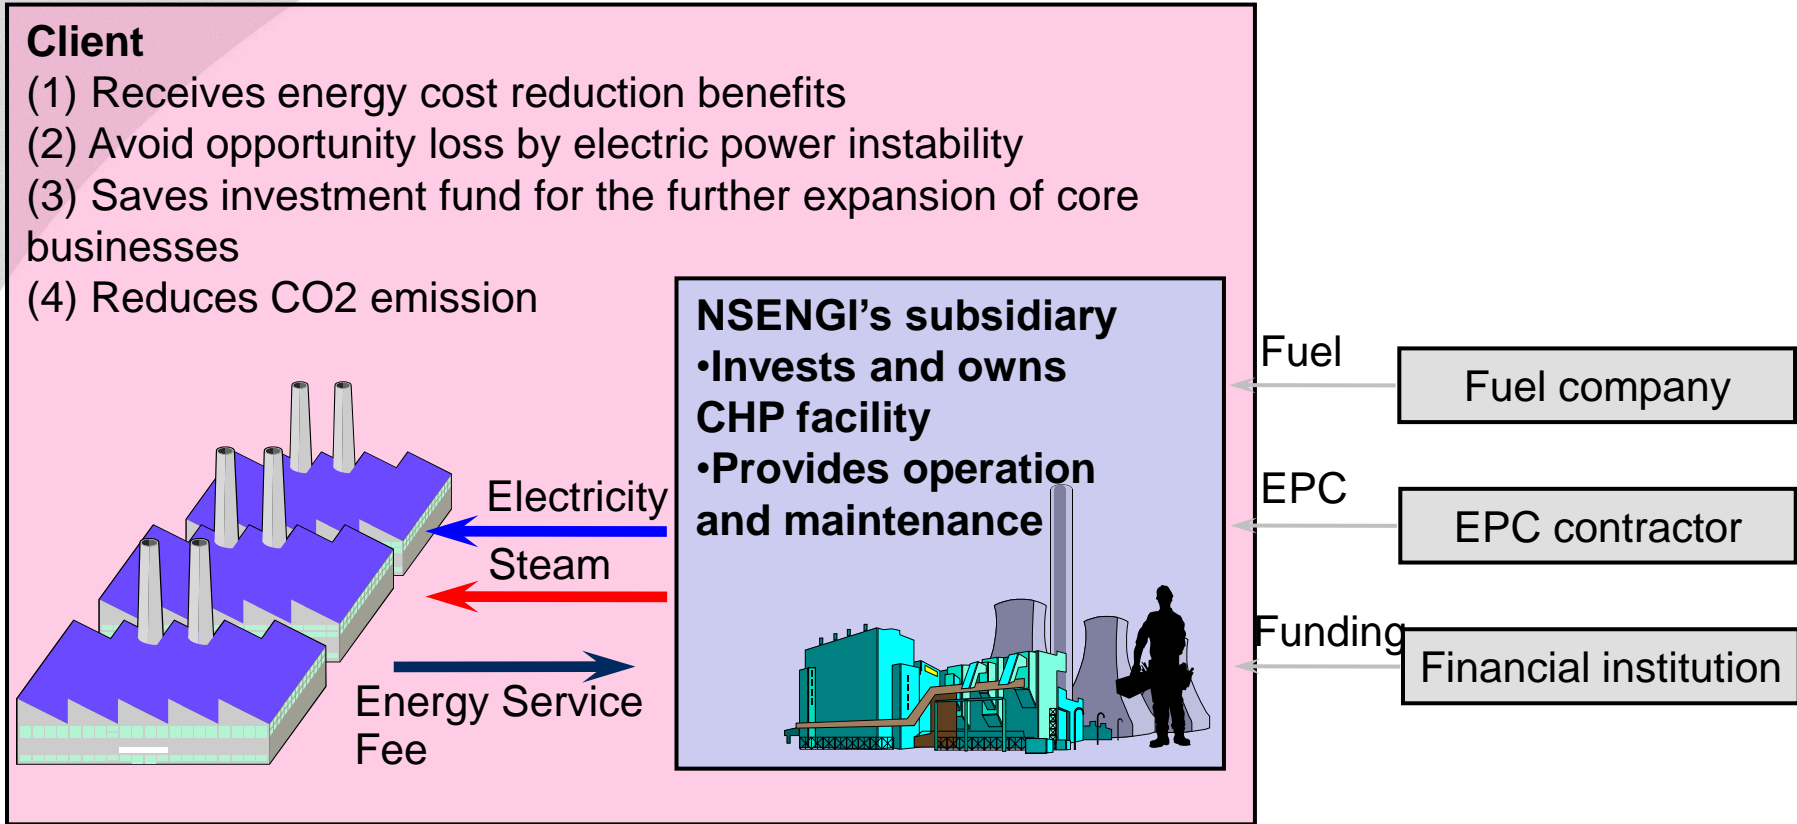 Client
(1) Receives energy cost reduction benefits
(2) Avoid opportunity loss by electric power instability
(3) Saves investment fund for the further expansion of core
businesses
(4) Reduces CO2 emission
NSENGI’s subsidiary
•Invests and owns
CHP facility
•Provides operation
and maintenance
Electricity
Steam
Energy Service
Fee
Fuel
Fuel company
EPC
EPC contractor
Funding
Financial institution